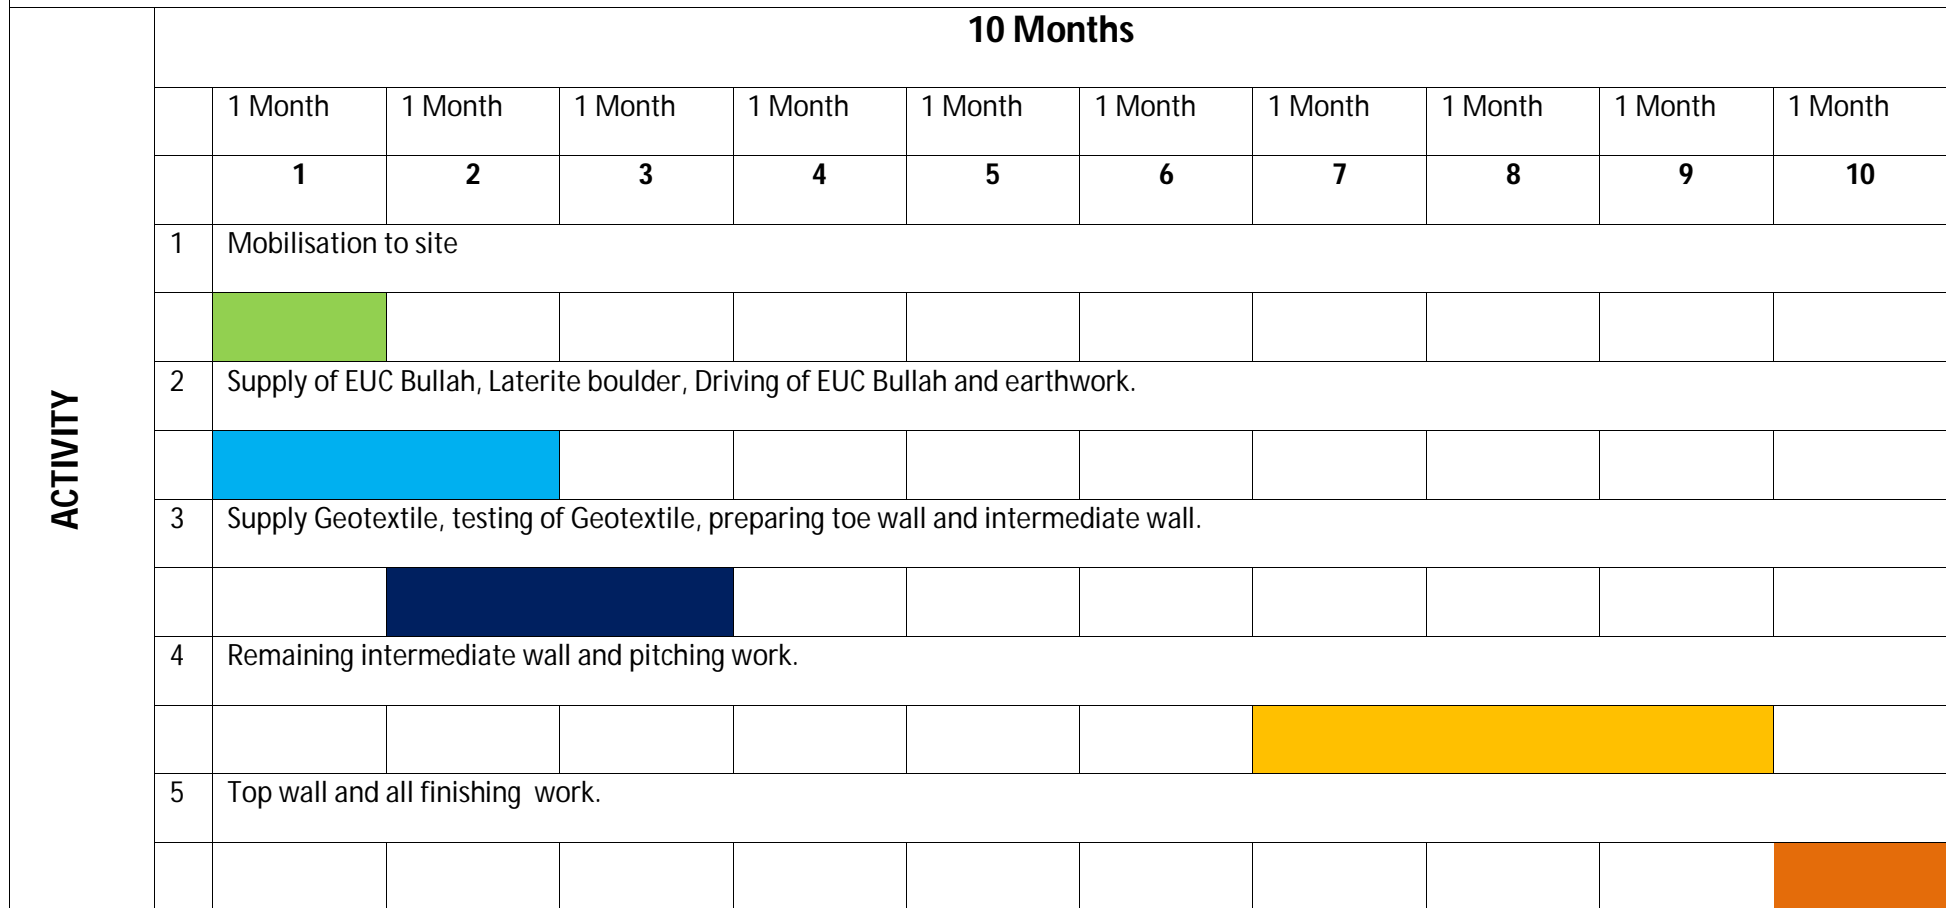 10 Months
1 Month 1 Month 1 Month 1 Month 1 Month 1 Month 1 Month 1 Month 1 Month 1 Month
1 2 3 4 5 6 7 8 9 10
ACTIVITY
1 Mobilisation to site
2 Supply of EUC Bullah, Laterite boulder, Driving of EUC Bullah and earthwork.
3 Supply Geotextile, testing of Geotextile, preparing toe wall and intermediate wall.
4 Remaining intermediate wall and pitching work.
5 Top wall and all finishing work.